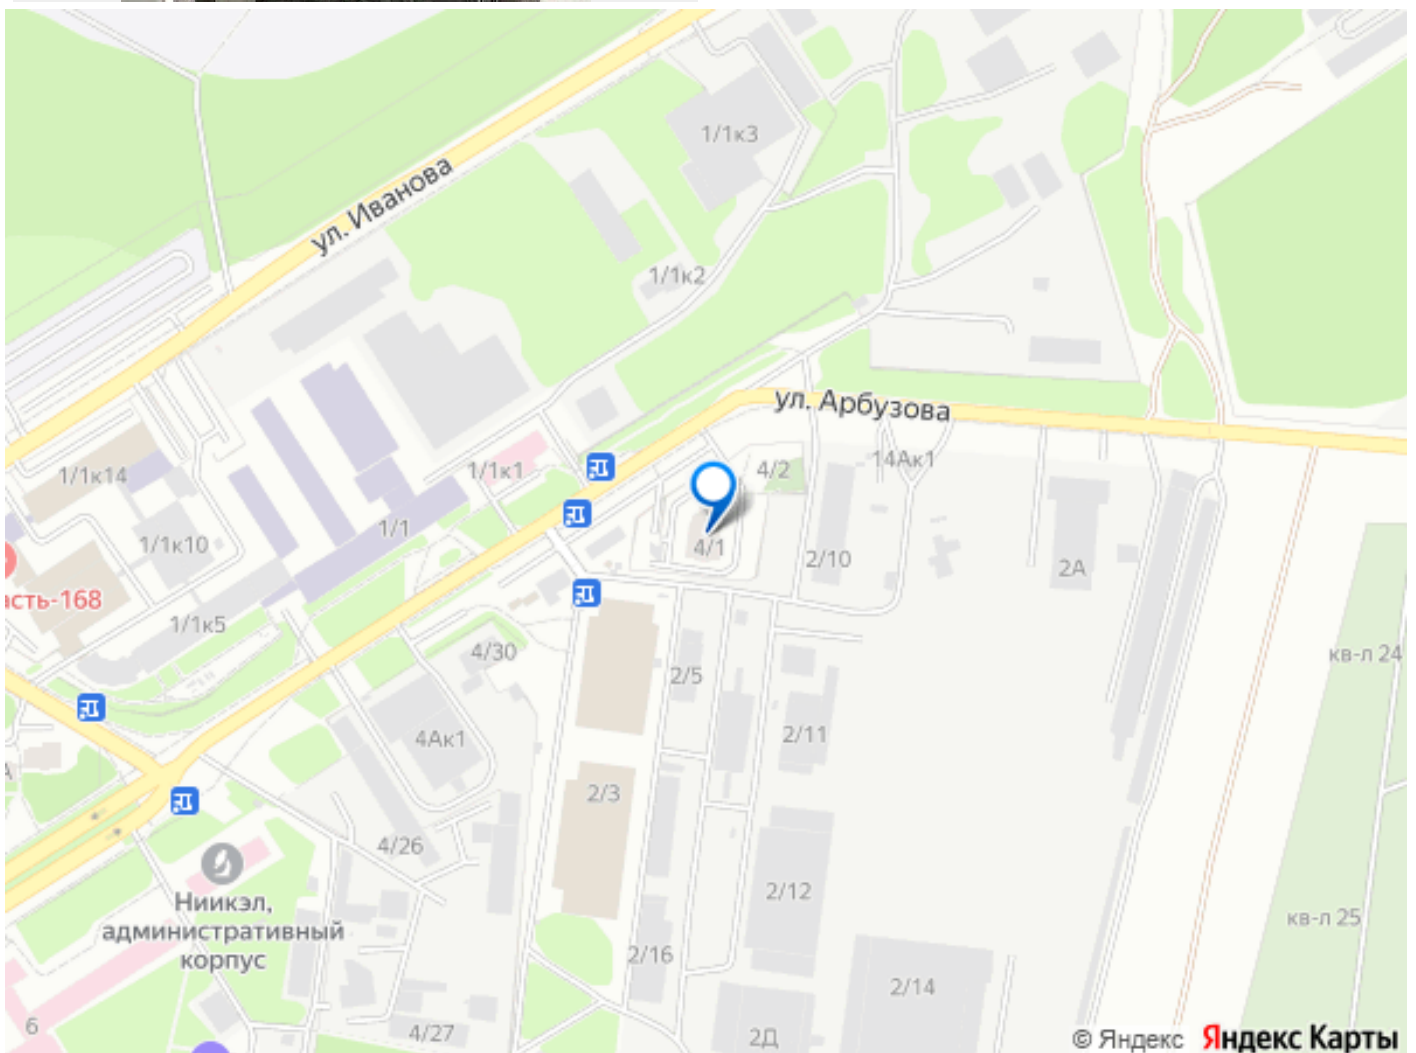 1/1к3
ул. Иванова
1/1к2
ул. Арбузова
14Ак1
4/2
1/1к1
1/1к14
1/1
1/1к10
4/1
2/10
2А
асть-168
1/1к5
4/30
кв-л 24
2/5
4Ак1
2/11
А
2/3
4/26
2/12
Ниикэл,
административный
корпус
кв-л 25
2/16
2/14
6
4/27
2Д
© Яндекс Яндекс Карты